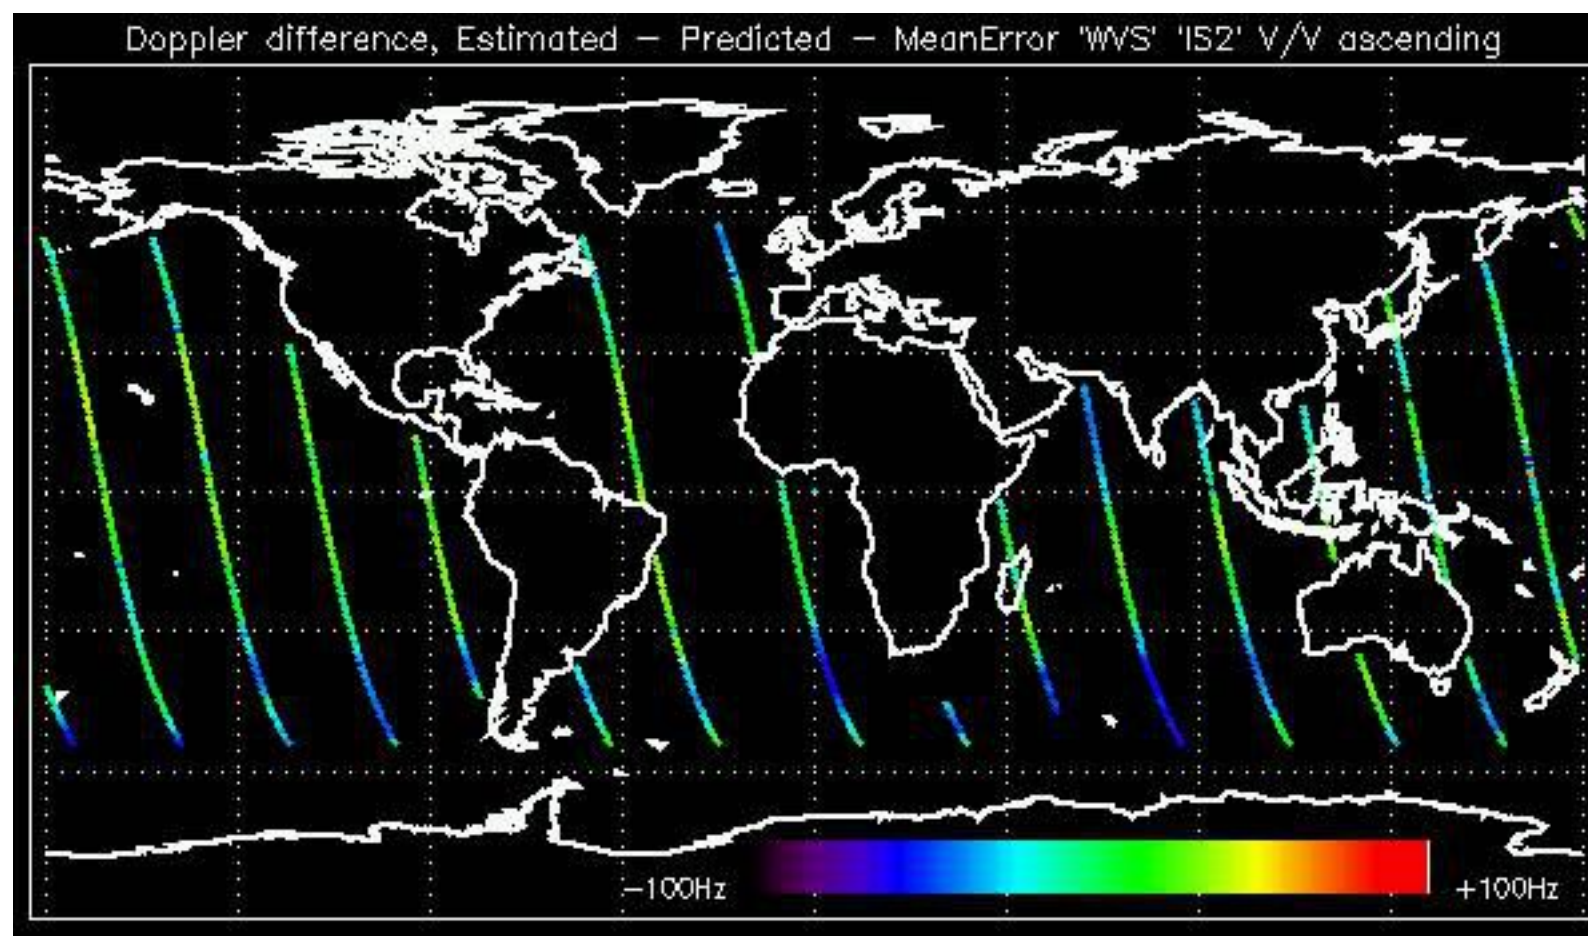 Doppler difference, Estimated - Predicted - MeanError 'WVS' 'IS2' V/V ascending
-100Hz +100Hz